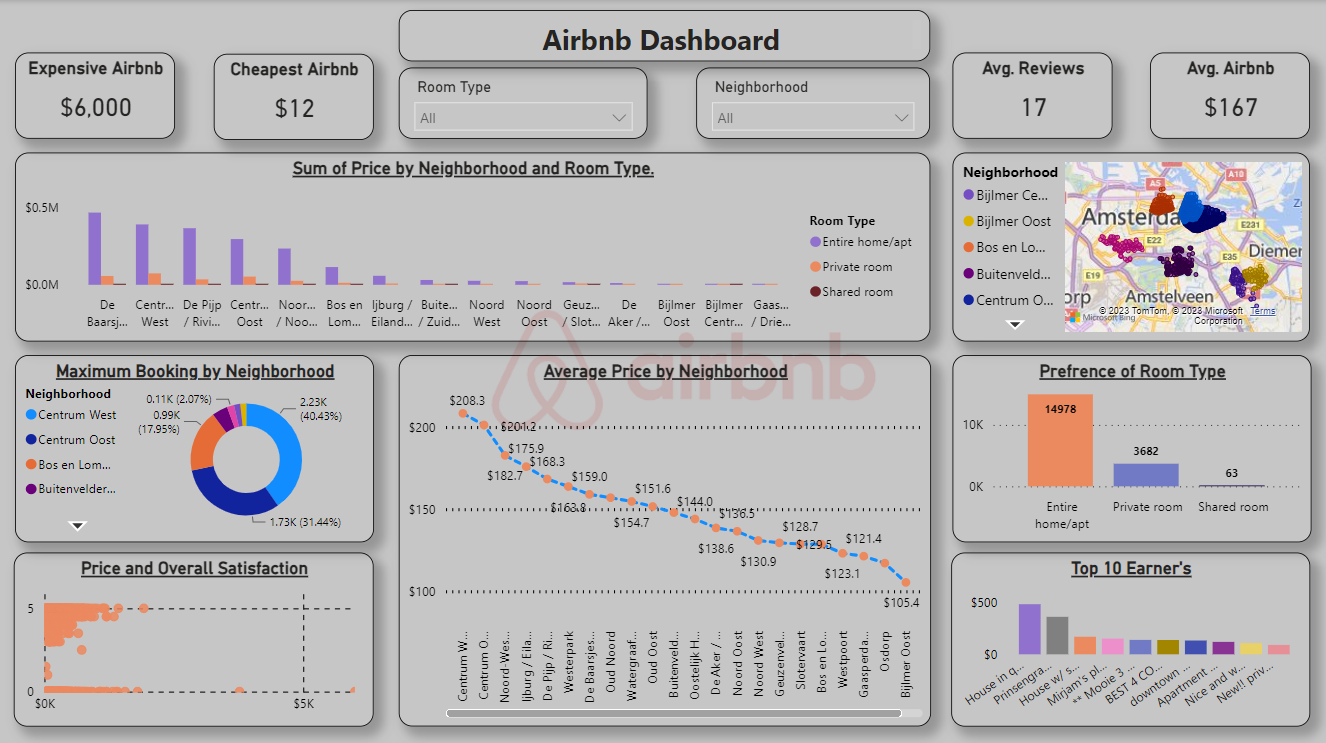 Airbnb Dashboard
Expensive Airbnb
$6,000
Cheapest Airbnb
$12
Room Type
All
Neighborhood
All
Avg. Reviews
17
Avg. Airbnb
$167
Sum of Price by Neighborhood and Room Type.
$0.5M
$0.0M
De Baarsj...
Centr... West
De Pijp / Rivi...
Centr... Oost
Noor... / Noo...
Bos en Lom...
Ijburg / Eiland...
Buite... / Zuid...
Noord West
Noord Oost
Geuz... / Slot...
De Aker /...
Bijlmer Oost
Bijlmer Centr...
Gaas... / Drie...
Room Type
Entire home/apt
Private room
Shared room
Neighborhood
Bijlmer Ce...
Bijlmer Oost
Bos en Lo...
Buitenveld...
Centrum O...
A5
A10
Amsterda
E231
E22
E35
Diemer
E19
orp
Amstelveen
© 2023 TomTom, © 2023 Microsoft
Corporation
Terms
Microsoft Bing
Maximum Booking by Neighborhood
Neighborhood
Centrum West
Centrum Oost
Bos en Lom...
Buitenvelder...
0.11K (2.07%)
0.99K
(17.95%)
2.23K
(40.43%)
1.73K (31.44%)
airbnb
Average Price by Neighborhood
$200
$150
$100
$208.3
$201.2
$182.7
$175.9
$168.3
$163.8
$159.0
$154.7
$151.6
$144.0
$138.6
$136.5
$130.9
$128.7
$129.5
$123.1
$121.4
$105.4
Centrum W...
Centrum O...
Noord-Wes...
Ijburg / Eila...
De Pijp / Ri...
Westerpark
De Baarsjes...
Oud Noord
Watergraaf...
Oud Oost
Buitenveld...
Oostelijk H...
De Aker / ...
Noord Oost
Noord West
Geuzenvel...
Slotervaart
Bos en Lo...
Westpoort
Gaasperda...
Osdorp
Bijlmer Oost
Prefrence of Room Type
10K
0K
14978
3682
63
Entire
home/apt
Private room
Shared room
Price and Overall Satisfaction
5
0
$0K
$5K
Top 10 Earner's
$500
$0
House in q...
Prinsengra...
House w/ s...
Mirjam's pl...
** Mooie 3 ...
BEST 4 CO...
downtown ...
Apartment ...
Nice and w...
New!! priv...